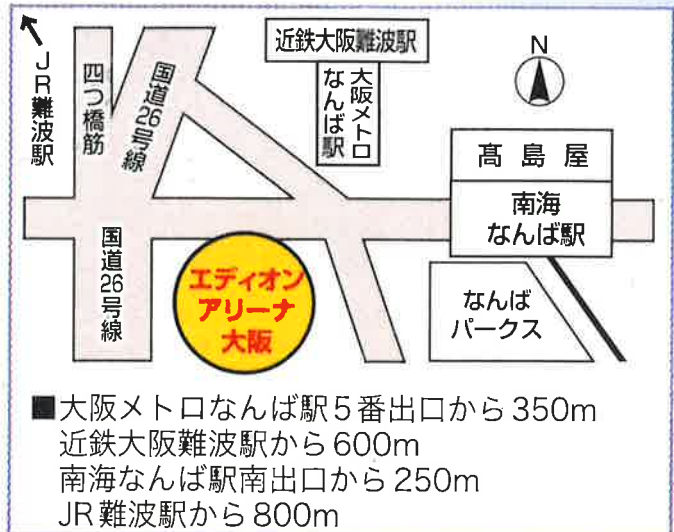 JR難波駅
四つ橋筋
国道26号線
近鉄大阪難波駅
大阪メトロ
なんば駅
N
髙島屋
南海
なんば駅
国道26号線
エディオン
アリーナ
大阪
なんば
パークス
■大阪メトロなんば駅5番出口から350m
近鉄大阪難波駅から600m
南海なんば駅南出口から250m
JR難波駅から800m